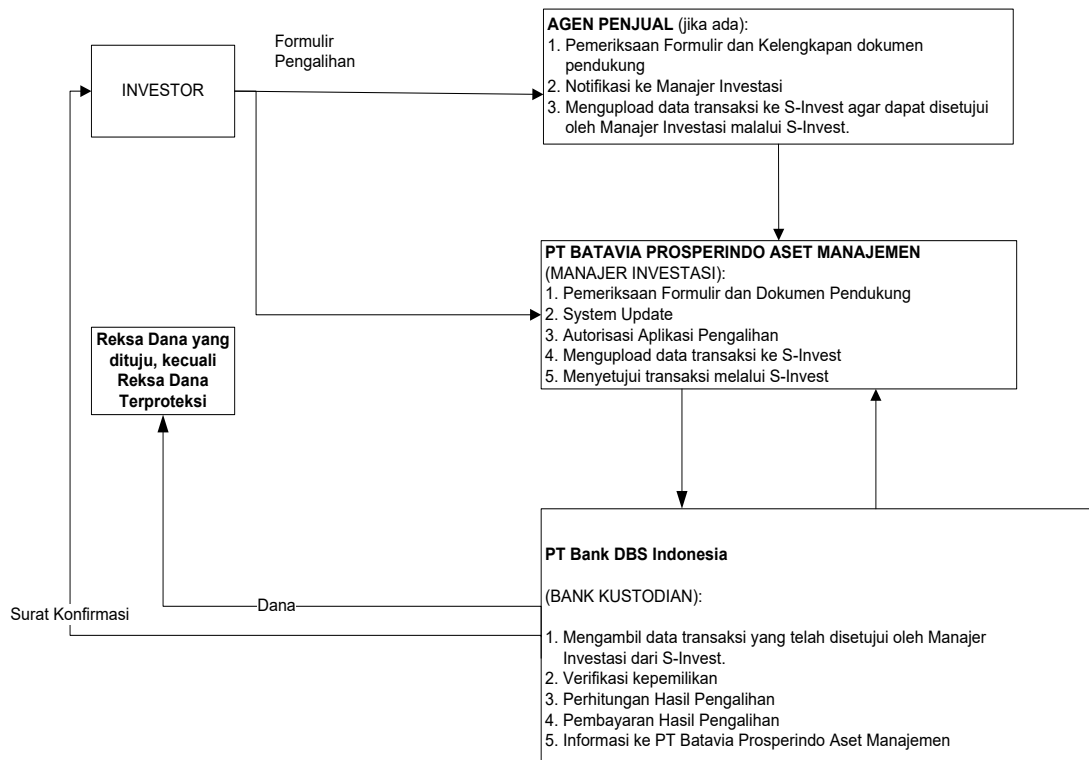 Formulir
Pengalihan
INVESTOR
AGEN PENJUAL (jika ada):
1. Pemeriksaan Formulir dan Kelengkapan dokumen
pendukung
2. Notifikasi ke Manajer Investasi
3. Mengupload data transaksi ke S-Invest agar dapat disetujui
oleh Manajer Investasi malalui S-Invest.
PT BATAVIA PROSPERINDO ASET MANAJEMEN
(MANAJER INVESTASI):
1. Pemeriksaan Formulir dan Dokumen Pendukung
2. System Update
3. Autorisasi Aplikasi Pengalihan
4. Mengupload data transaksi ke S-Invest
5. Menyetujui transaksi melalui S-Invest
Reksa Dana yang
dituju, kecuali
Reksa Dana
Terproteksi
PT Bank DBS Indonesia
(BANK KUSTODIAN):
1. Mengambil data transaksi yang telah disetujui oleh Manajer
Investasi dari S-Invest.
2. Verifikasi kepemilikan
3. Perhitungan Hasil Pengalihan
4. Pembayaran Hasil Pengalihan
5. Informasi ke PT Batavia Prosperindo Aset Manajemen
Dana
Surat Konfirmasi